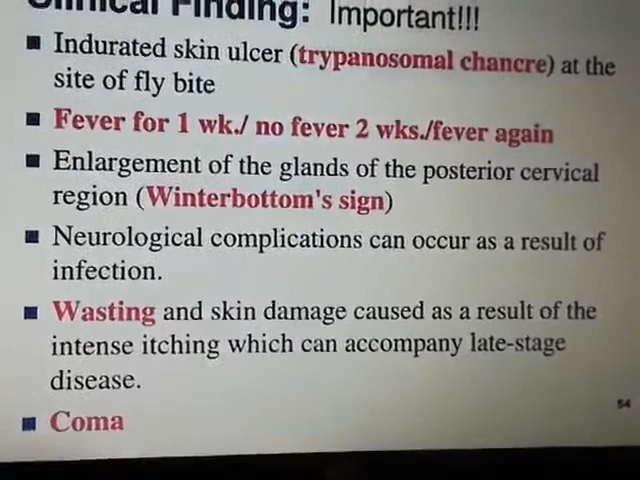 Clinical Finding: Important!!!
■ Indurated skin ulcer (trypanosomal chancre) at the
site of fly bite
■ Fever for 1 wk./ no fever 2 wks./fever again
■ Enlargement of the glands of the posterior cervical
region (Winterbottom's sign)
■ Neurological complications can occur as a result of
infection.
■ Wasting and skin damage caused as a result of the
intense itching which can accompany late-stage
disease.
■ Coma
54